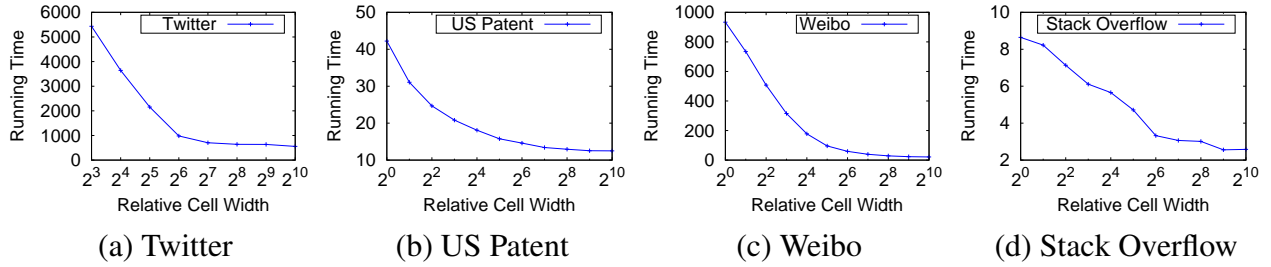 Twitter
6000
5000
4000
3000
2000
1000
0
Running Time
2^3 2^4 2^5 2^6 2^7 2^8 2^9 2^10
Relative Cell Width
(a) Twitter
US Patent
50
40
30
20
10
Running Time
2^0 2^2 2^4 2^6 2^8 2^10
Relative Cell Width
(b) US Patent
Weibo
1000
800
600
400
200
0
Running Time
2^0 2^2 2^4 2^6 2^8 2^10
Relative Cell Width
(c) Weibo
Stack Overflow
10
8
6
4
2
Running Time
2^0 2^2 2^4 2^6 2^8 2^10
Relative Cell Width
(d) Stack Overflow